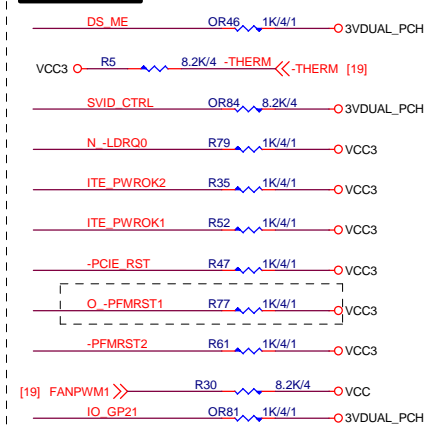 DS_ME OR46 1K/4/1 3VDUAL_PCH
VCC3 R5 8.2K/4 -THERM -THERM [19]
SVID_CTRL OR84 8.2K/4 3VDUAL_PCH
N_-LDRQ0 R79 1K/4/1 VCC3
ITE_PWROK2 R35 1K/4/1 VCC3
ITE_PWROK1 R52 1K/4/1 VCC3
-PCIE_RST R47 1K/4/1 VCC3
O_-PFMRST1 R77 1K/4/1 VCC3
-PFMRST2 R61 1K/4/1 VCC3
[19] FANPWM1 R30 8.2K/4 VCC
IO_GP21 OR81 1K/4/1 3VDUAL_PCH